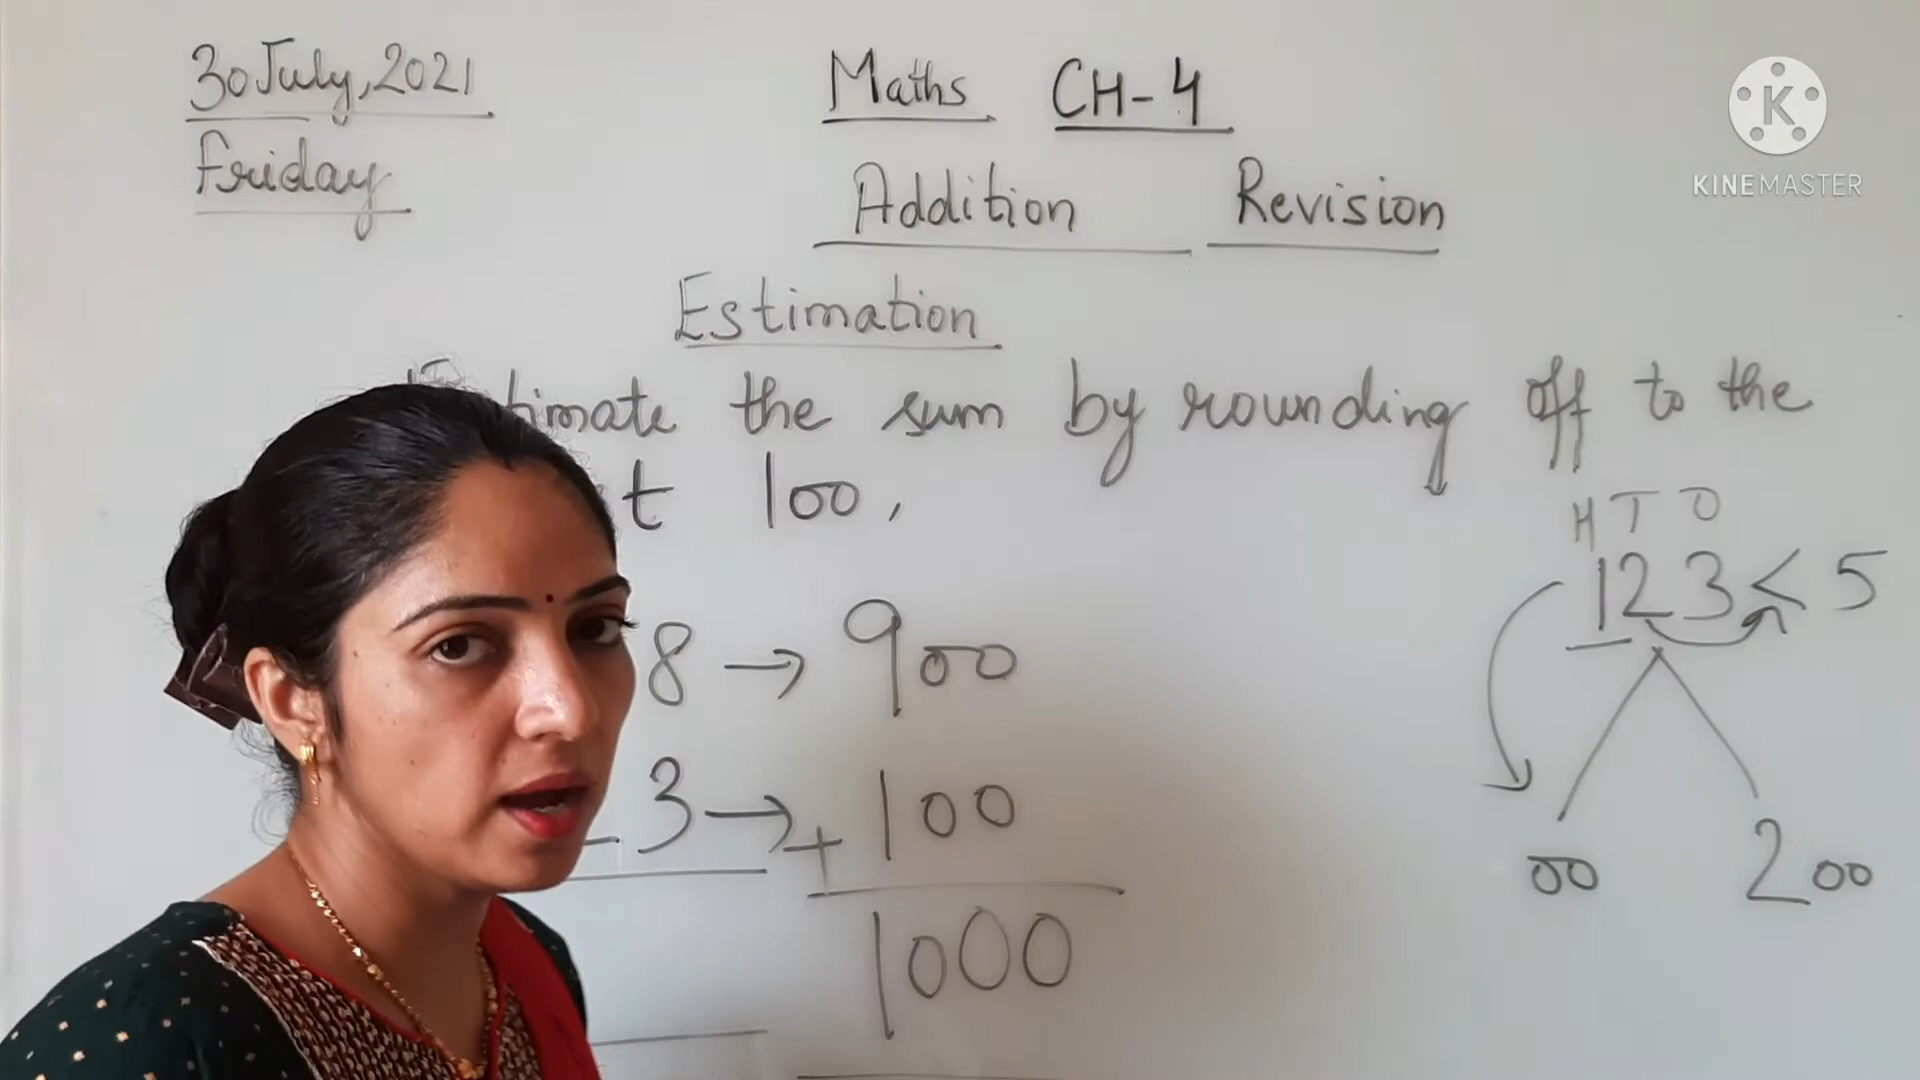 30 July, 2021
Friday
Maths CH-4
Addition Revision
KINEMASTER
Estimation
the sum by rounding off to the
100,
H T O
123 < 5
8 → 900
3 → + 100
1000
00 200